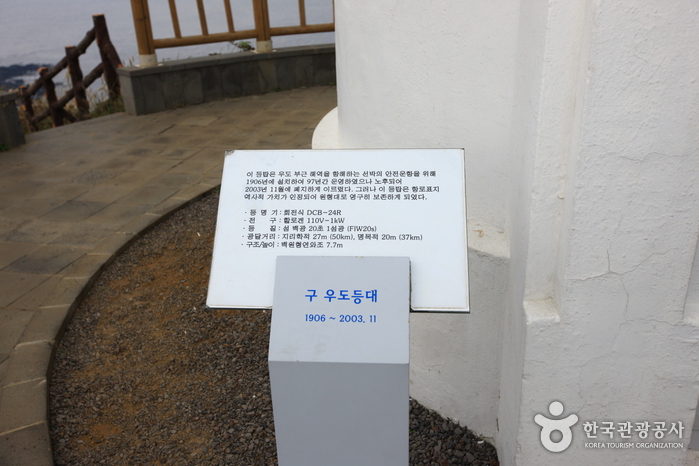 이 등탑은 우도 부근 해역을 항해하는 선박의 안전운항을 위해
1906년에 설치하여 97년간 운영하였으나 노후되어
2003년 11월에 폐지하게 이르렀다. 그러나 이 등탑은 항로표지
역사적 가치가 인정되어 원형대로 영구히 보존하게 되었다.
· 등 명 기 : 회전식 DCB-24R
· 전 구 : 할로겐 110V-1kW
· 등 질 : 섬 백광 20초 1섬광 (FlW20s)
· 광달거리 : 지리학적 27m (50km), 명목적 20m (37km)
· 구조/높이 : 백원형연와조 7.7m
구 우도등대
1906 ~ 2003. 11
한국관광공사
KOREA TOURISM ORGANIZATION